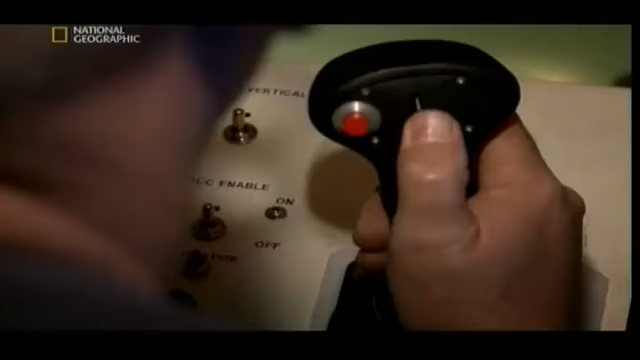 NATIONAL
GEOGRAPHIC
VERTICAL
ENABLE
ON
OFF